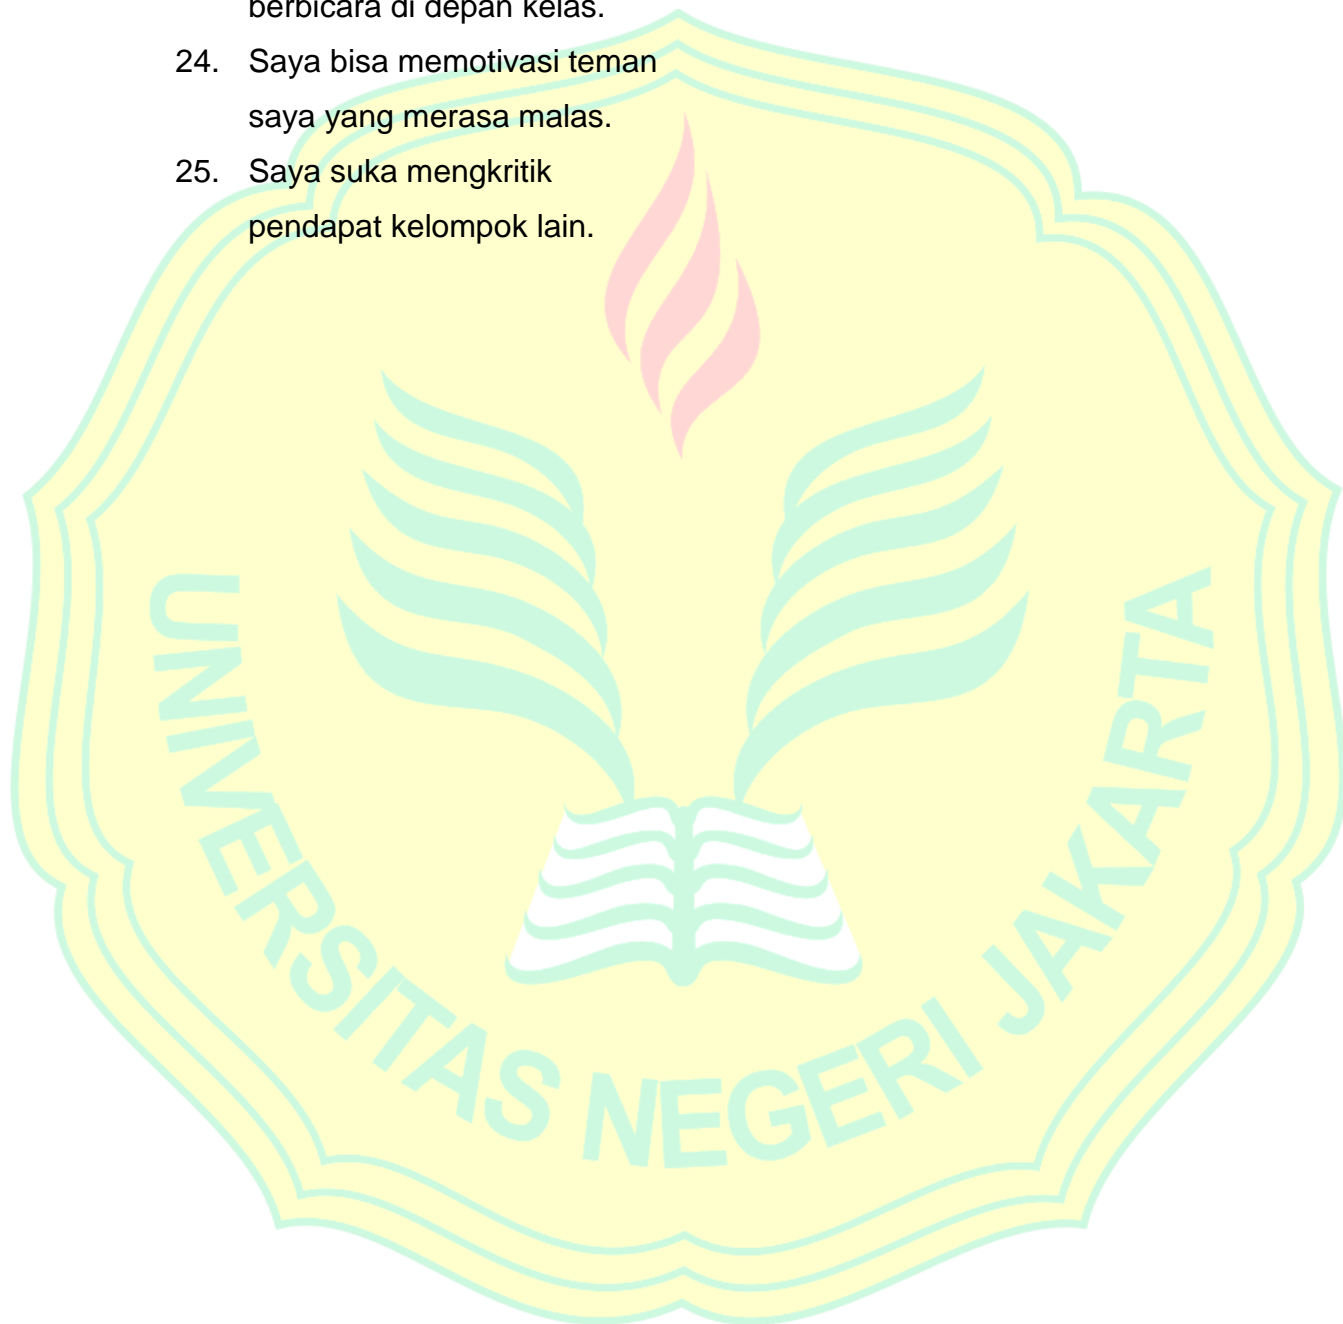 berbicara di depan kelas.
24. Saya bisa memotivasi teman
saya yang merasa malas.
25. Saya suka mengkritik
pendapat kelompok lain.
UNIVERSITAS NEGERI JAKARTA